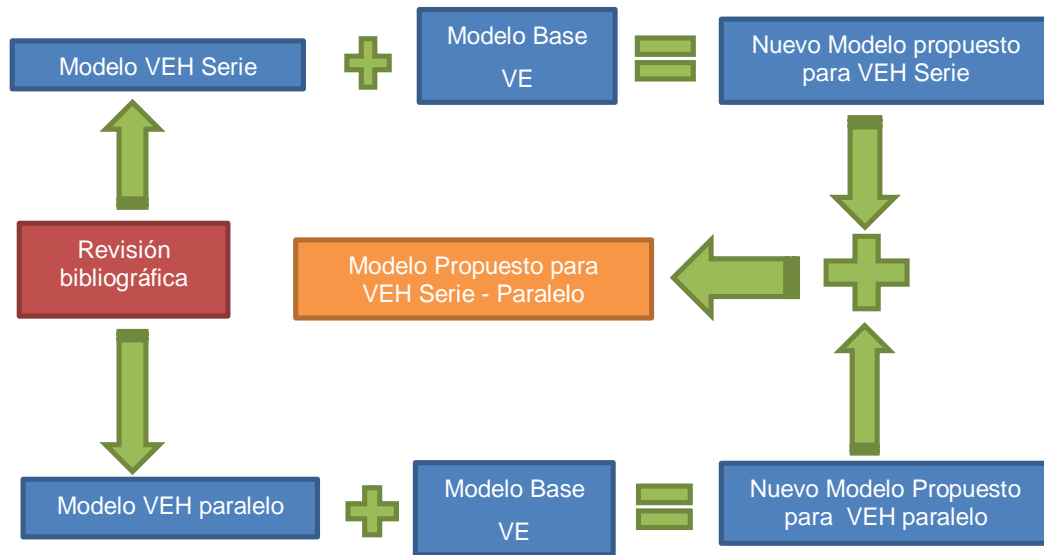 Modelo VEH Serie
Modelo Base
VE
Nuevo Modelo propuesto
para VEH Serie
Revisión
bibliográfica
Modelo Propuesto para
VEH Serie - Paralelo
Modelo VEH paralelo
Modelo Base
VE
Nuevo Modelo Propuesto
para VEH paralelo